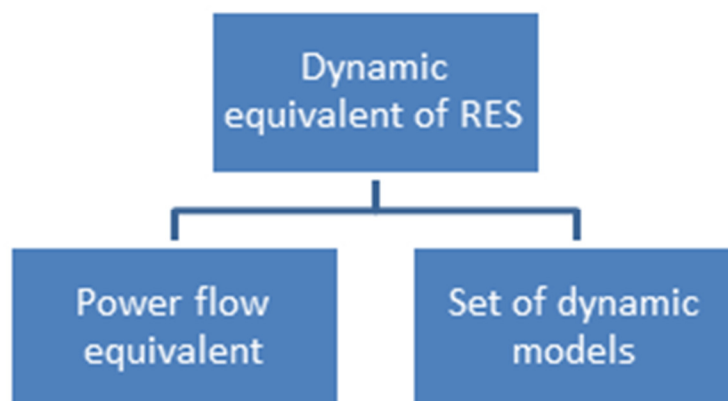 Dynamic
equivalent of RES
Power flow
equivalent
Set of dynamic
models